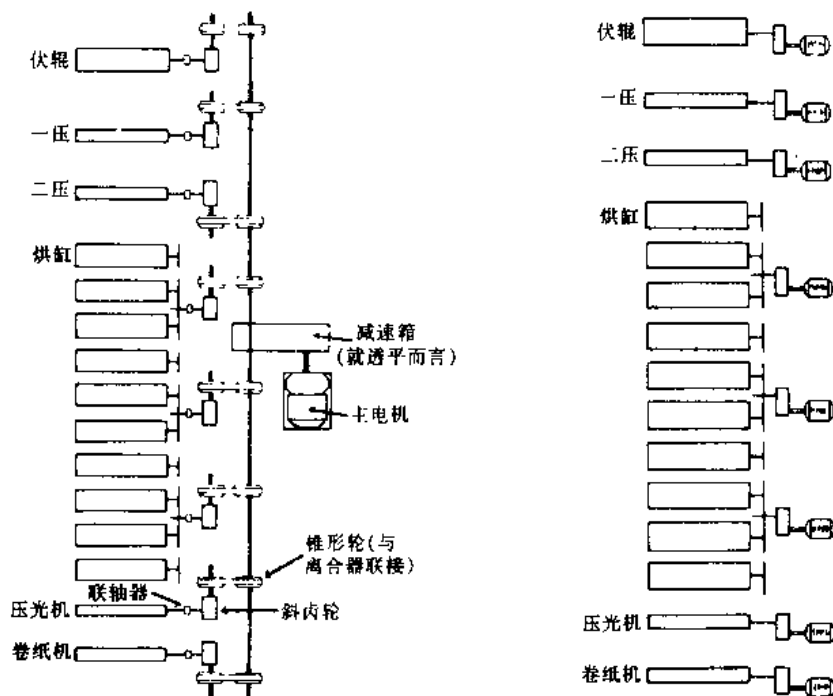 伏辊
一压
二压
烘缸
减速箱
(就透平而言)
主电机
锥形轮(与
离合器联接)
联轴器
压光机
斜齿轮
卷纸机
伏辊
一压
二压
烘缸
压光机
卷纸机